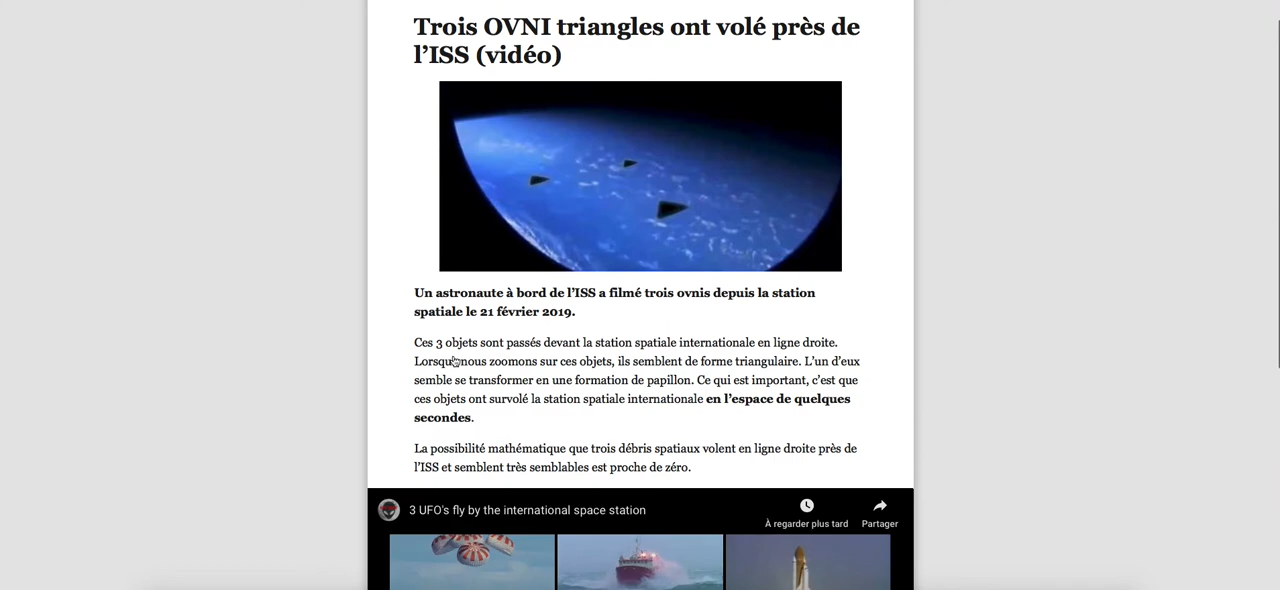 Trois OVNI triangles ont volé près de
l’ISS (vidéo)
Un astronaute à bord de l’ISS a filmé trois ovnis depuis la station
spatiale le 21 février 2019.
Ces 3 objets sont passés devant la station spatiale internationale en ligne droite.
Lorsque nous zoomons sur ces objets, ils semblent de forme triangulaire. L’un d’eux
semble se transformer en une formation de papillon. Ce qui est important, c’est que
ces objets ont survolé la station spatiale internationale en l’espace de quelques
secondes.
La possibilité mathématique que trois débris spatiaux volent en ligne droite près de
l’ISS et semblent très semblables est proche de zéro.
3 UFO's fly by the international space station
À regarder plus tard
Partager